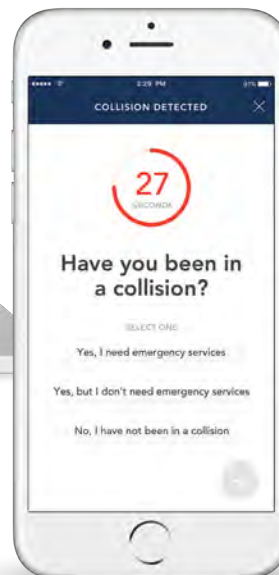 2:29 PM
COLLISION DETECTED
27
SECONDS
Have you been in
a collision?
SELECT ONE
Yes, I need emergency services
Yes, but I don't need emergency services
No, I have not been in a collision